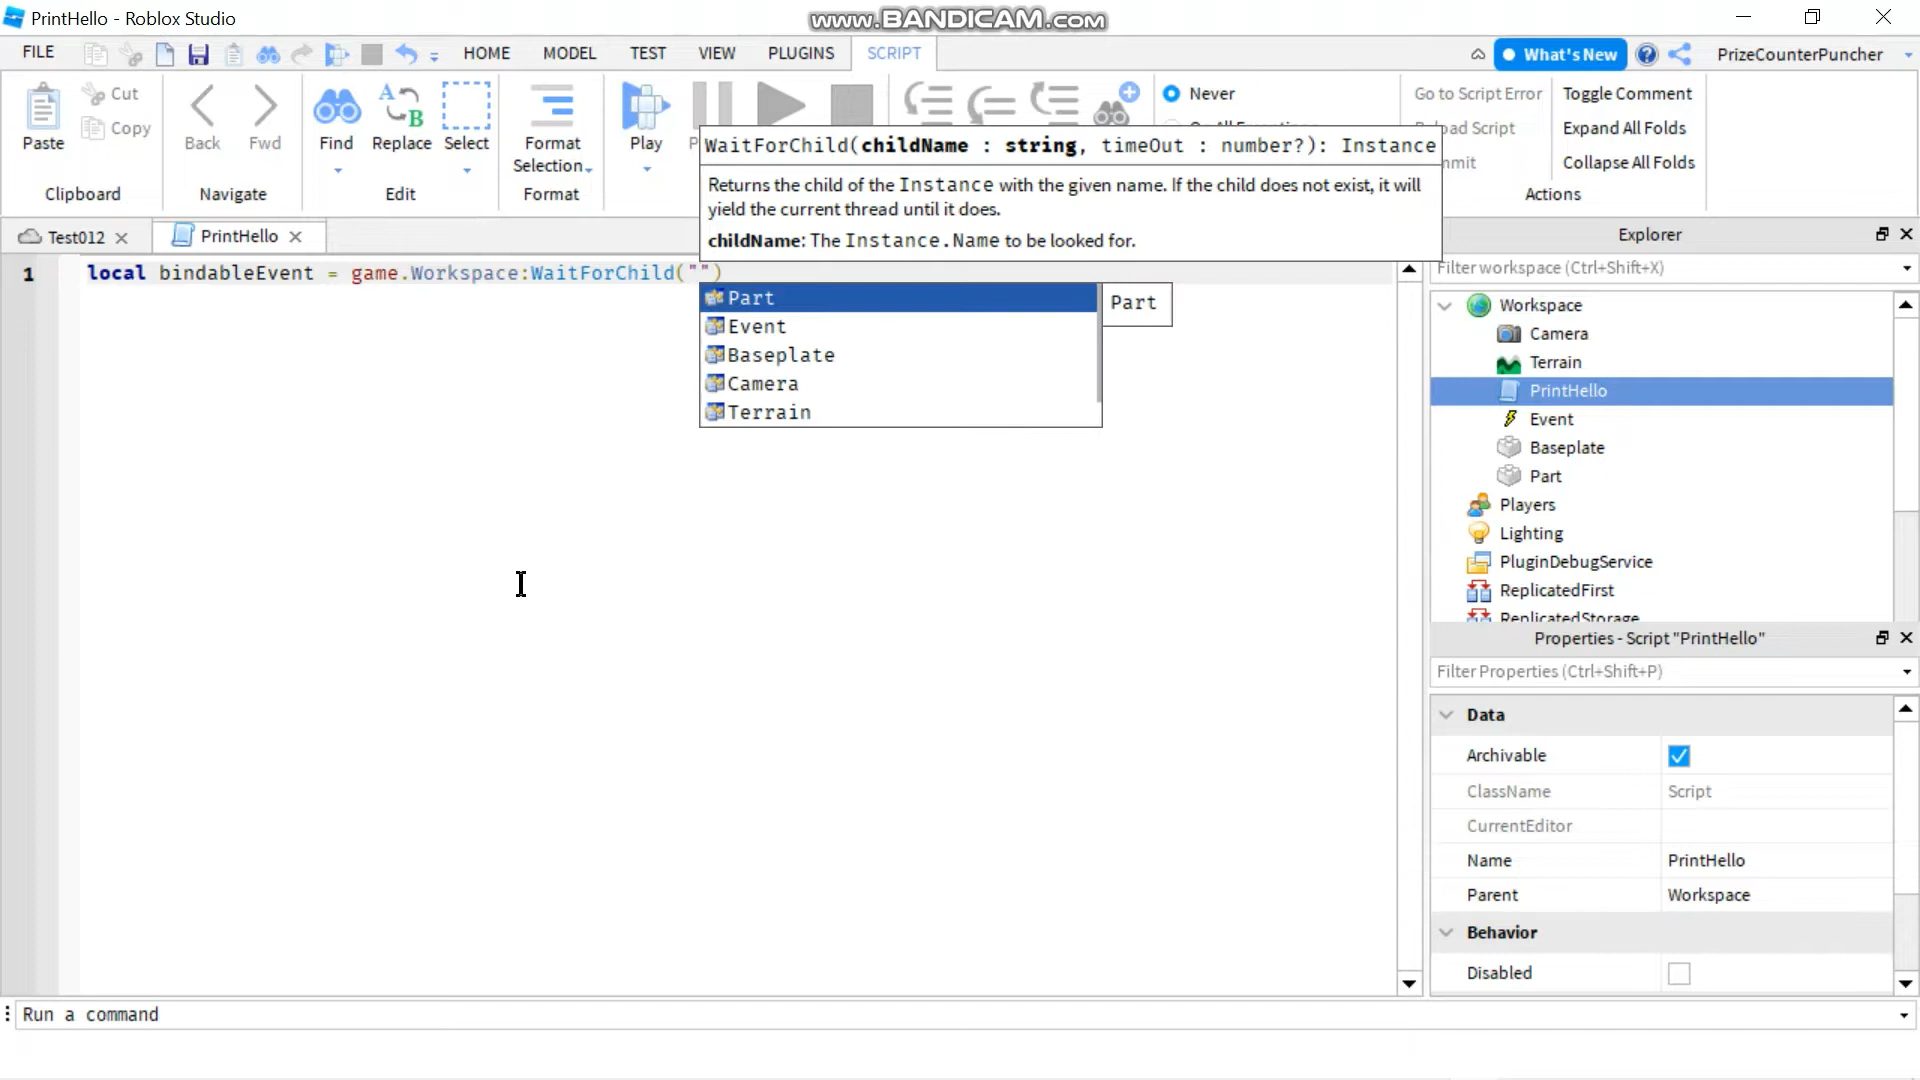 PrintHello - Roblox Studio
www.BANDICAM.com
FILE
HOME
MODEL
TEST
VIEW
PLUGINS
SCRIPT
What's New
PrizeCounterPuncher
Paste
Cut
Copy
Clipboard
Back
Fwd
Navigate
Find
Replace
Select
Edit
Format
Selection
Format
Play
Never
Go to Script Error
Toggle Comment
Expand All Folds
Collapse All Folds
Actions
WaitForChild(childName : string, timeOut : number?): Instance
Returns the child of the Instance with the given name. If the child does not exist, it will
yield the current thread until it does.
childName: The Instance.Name to be looked for.
Test012
PrintHello
1
local bindableEvent = game.Workspace:WaitForChild("")
Part
Event
Baseplate
Camera
Terrain
Part
Explorer
Filter workspace (Ctrl+Shift+X)
Workspace
Camera
Terrain
PrintHello
Event
Baseplate
Part
Players
Lighting
PluginDebugService
ReplicatedFirst
ReplicatedStorage
Properties - Script "PrintHello"
Filter Properties (Ctrl+Shift+P)
Data
Archivable
ClassName Script
CurrentEditor
Name PrintHello
Parent Workspace
Behavior
Disabled
Run a command